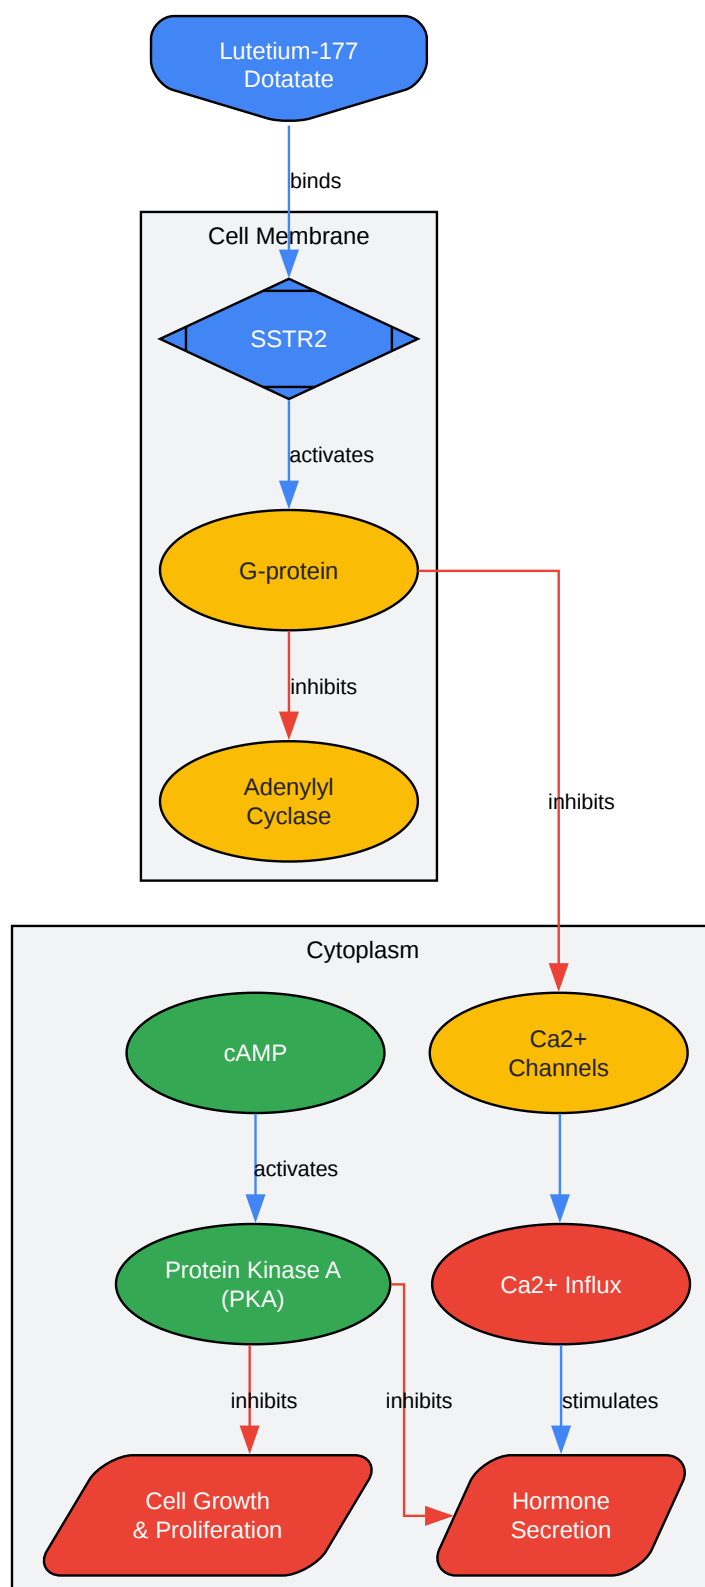 Lutetium-177
Dotatate
binds
Cell Membrane
SSTR2
activates
G-protein
inhibits
Adenylyl
Cyclase
inhibits
Cytoplasm
cAMP
Ca2+
Channels
activates
Protein Kinase A
(PKA)
Ca2+ Influx
inhibits
inhibits
stimulates
Cell Growth
& Proliferation
Hormone
Secretion